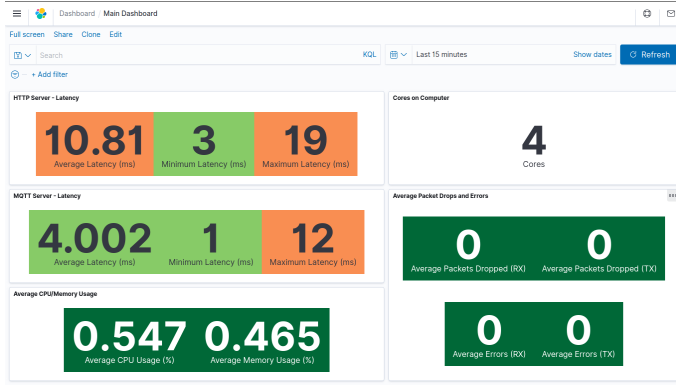 Dashboard Main Dashboard
Full screen Share Clone Edit
Search KQL Last 15 minutes Show dates Refresh
+ Add filter
HTTP Server - Latency
10.81 3 19
Average Latency (ms) Minimum Latency (ms) Maximum Latency (ms)
Cores on Computer
4
Cores
MQTT Server - Latency
4.002 1 12
Average Latency (ms) Minimum Latency (ms) Maximum Latency (ms)
Average Packet Drops and Errors
0 0
Average Packets Dropped (RX) Average Packets Dropped (TX)
0 0
Average Errors (RX) Average Errors (TX)
Average CPU/Memory Usage
0.547 0.465
Average CPU Usage (%) Average Memory Usage (%)